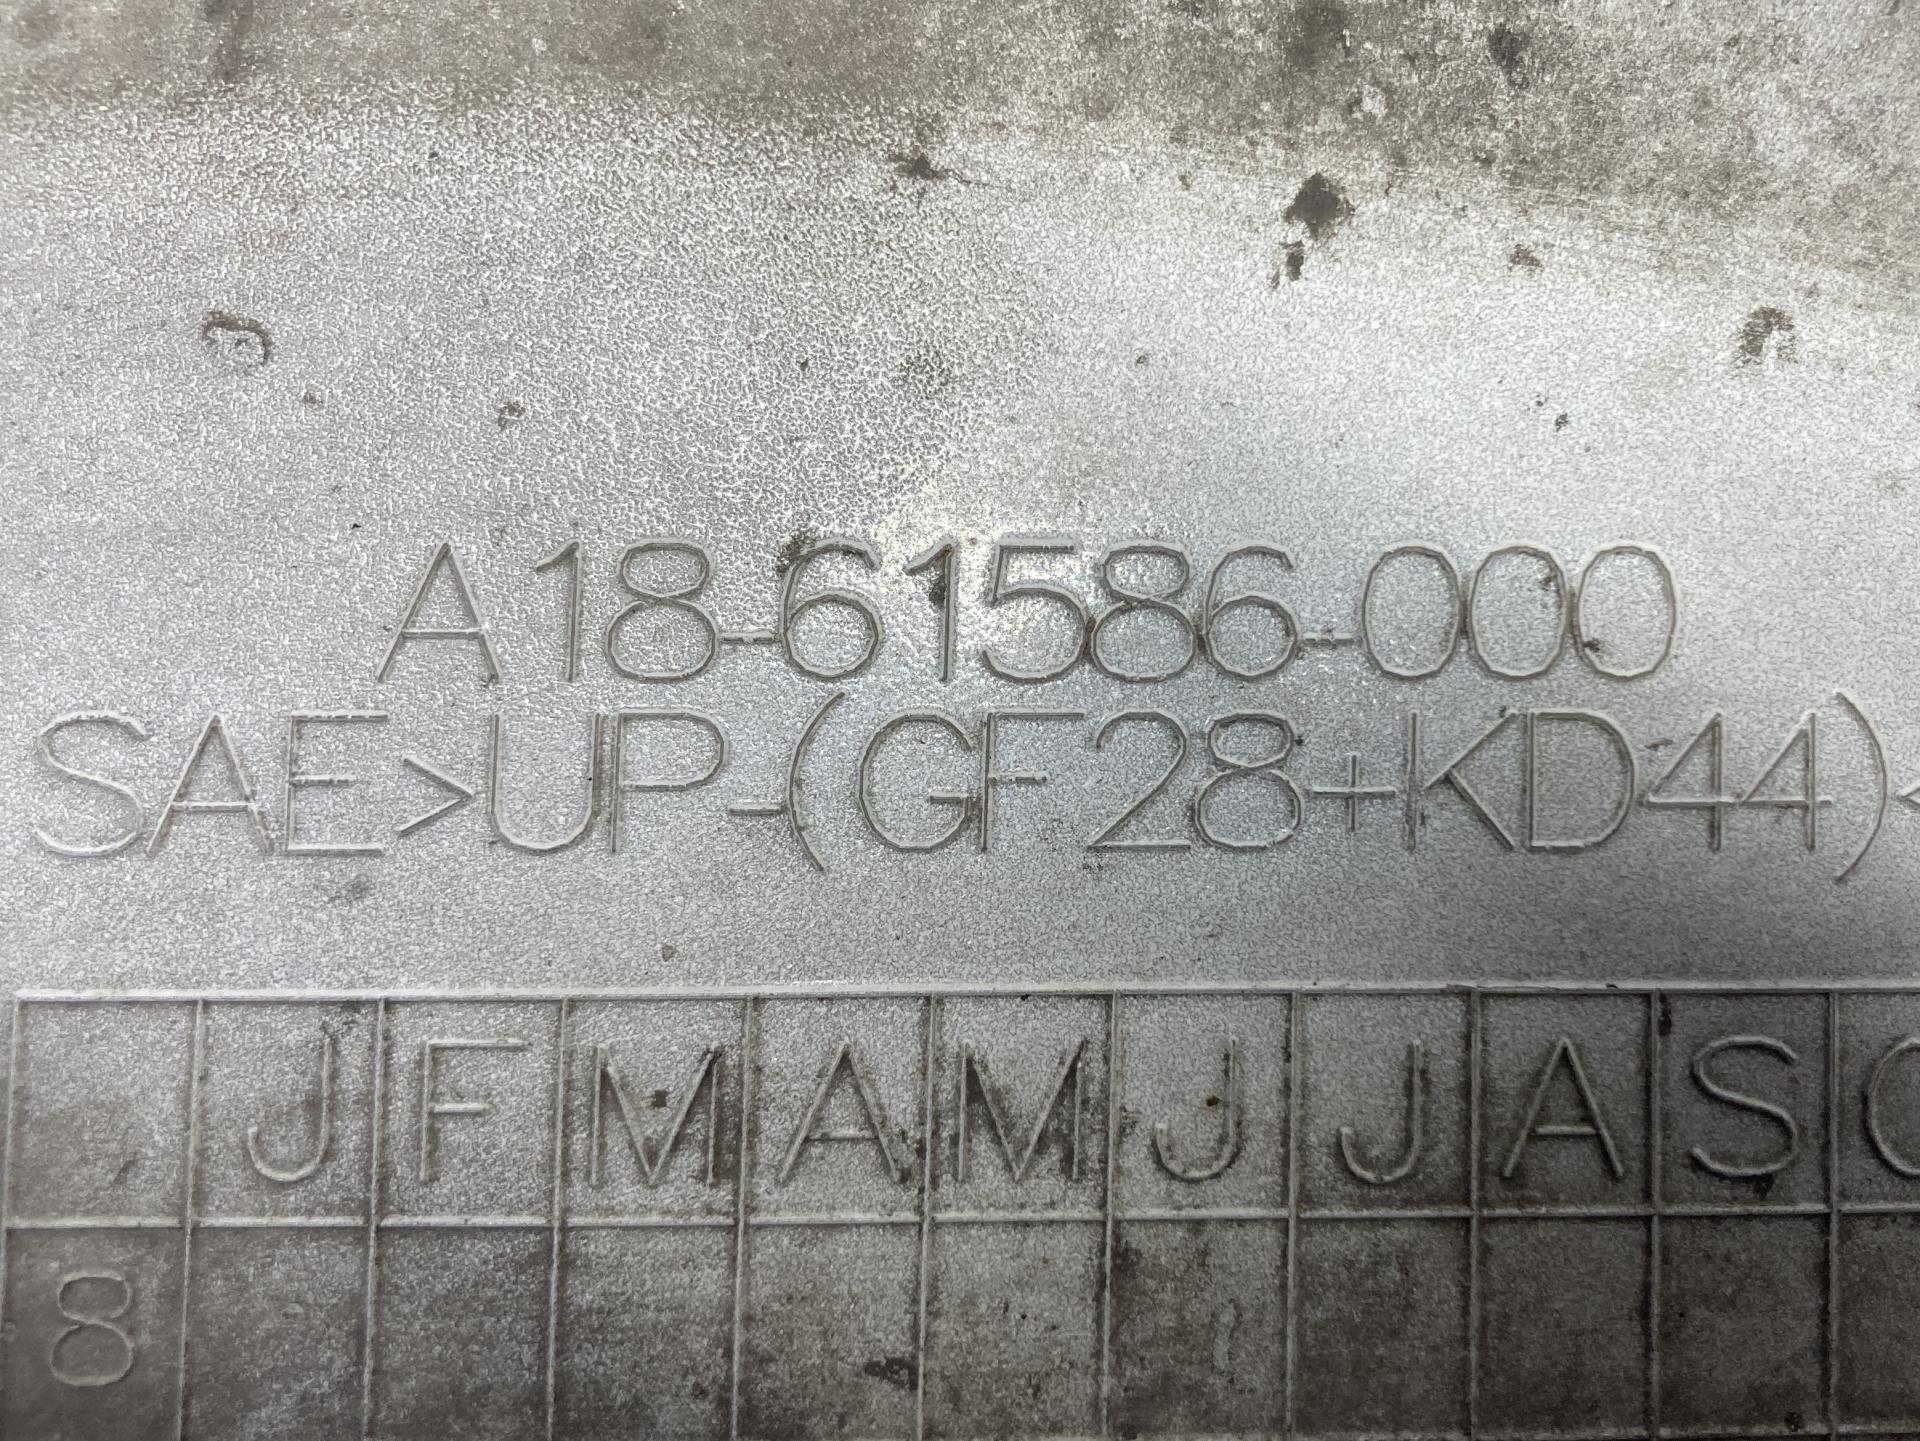 A18-61586-000
SAE>UP-(GF28+KD44)<
J F M A M J J A S O
8